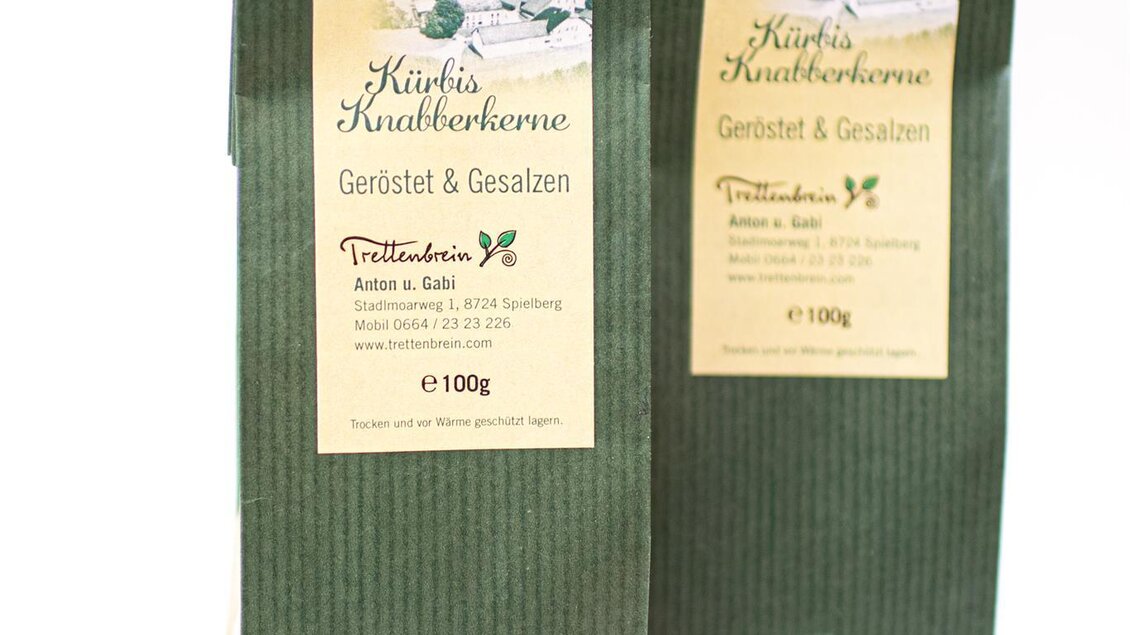 Kürbis
Knabberkerne
Geröstet & Gesalzen
Trettenbrein
Anton u. Gabi
Stadlmoarweg 1, 8724 Spielberg
Mobil 0664 / 23 23 226
www.trettenbrein.com
℮ 100g
Trocken und vor Wärme geschützt lagern.
Kürbis
Knabberkerne
Geröstet & Gesalzen
Trettenbrein
Anton u. Gabi
Stadlmoarweg 1, 8724 Spielberg
Mobil 0664 / 23 23 226
www.trettenbrein.com
℮ 100g
Trocken und vor Wärme geschützt lagern.